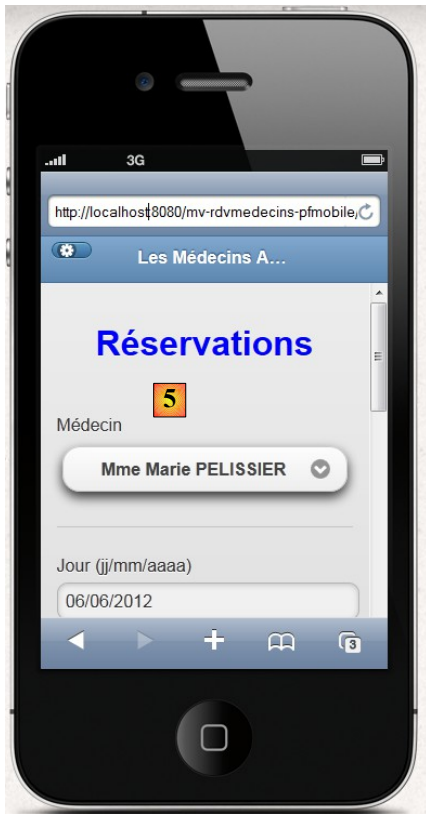 3G
http://localhost:8080/mv-rdvmedecins-pfmobile/
Les Médecins A...
Réservations
5
Médecin
Mme Marie PELISSIER
Jour (jj/mm/aaaa)
06/06/2012
3